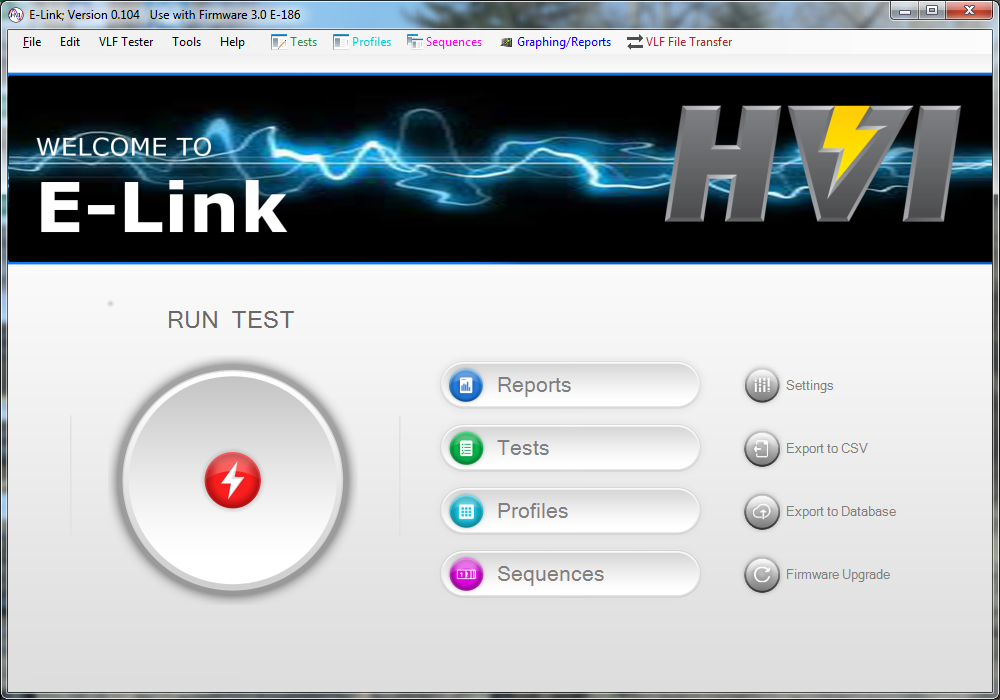 E-Link; Version 0.104 Use with Firmware 3.0 E-186
File Edit VLF Tester Tools Help Tests Profiles Sequences Graphing/Reports VLF File Transfer
WELCOME TO
E-Link
HVI
RUN TEST
Reports
Tests
Profiles
Sequences
Settings
Export to CSV
Export to Database
Firmware Upgrade